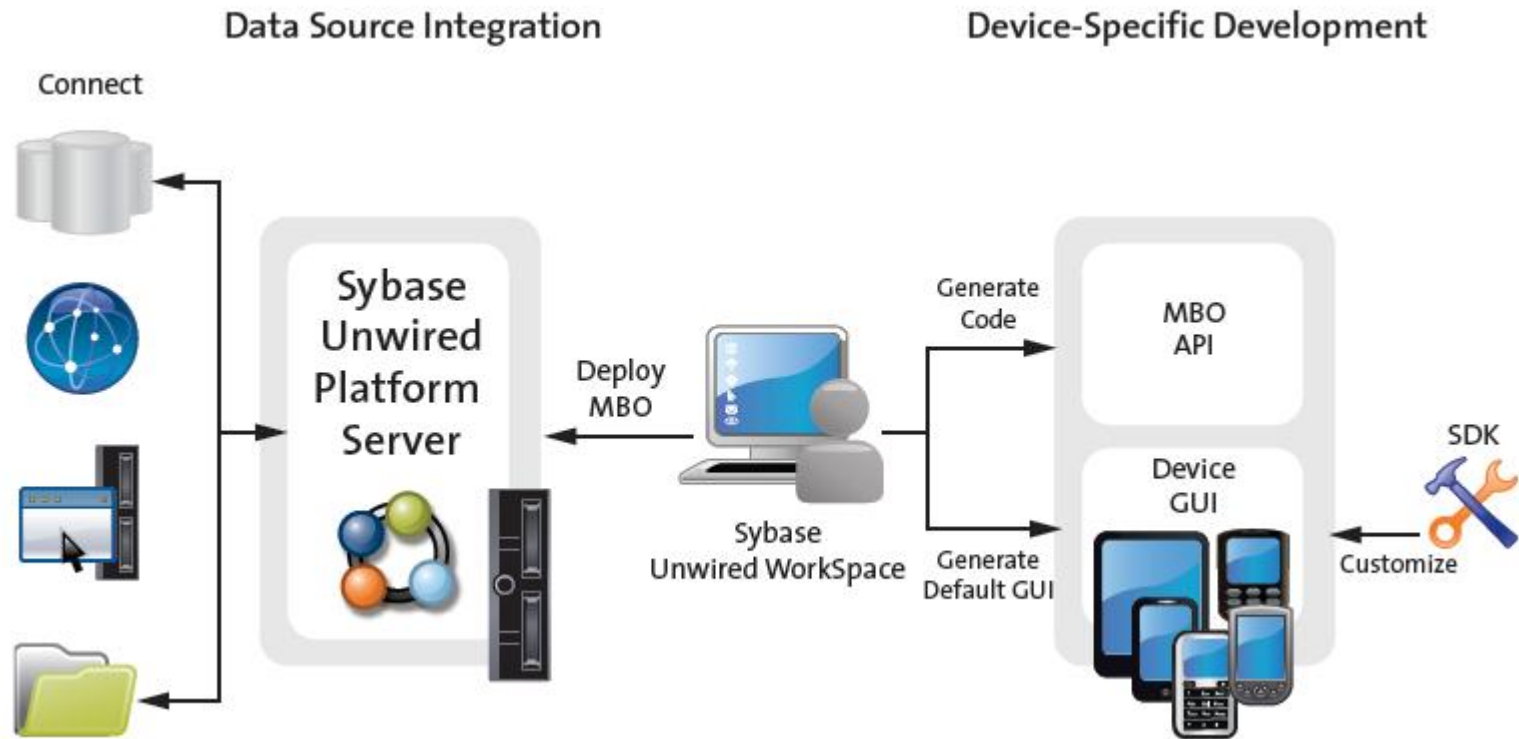 Data Source Integration
Device-Specific Development
Connect
Sybase
Unwired
Platform
Server
Deploy
MBO
Sybase
Unwired WorkSpace
Generate
Code
Generate
Default GUI
MBO
API
Device
GUI
SDK
Customize